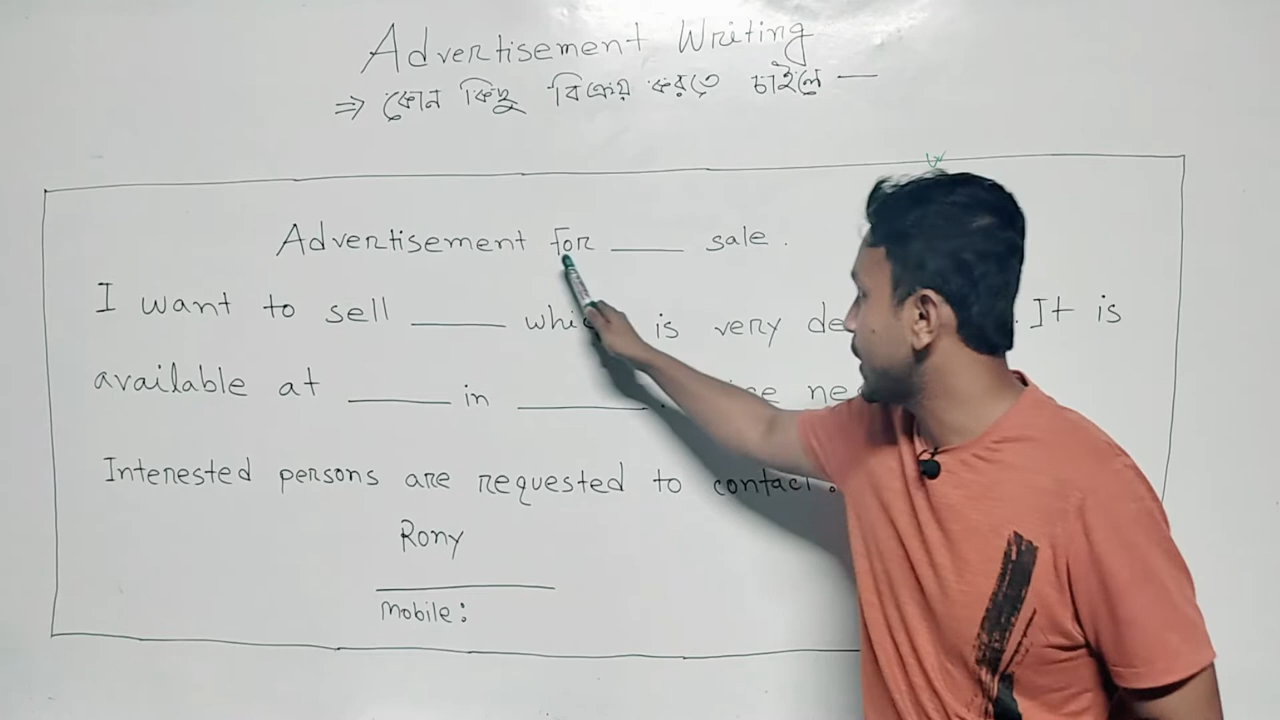 Advertisement Writing
⇒ কোন কিছু বিক্রয় করতে চাইলে —
Advertisement For ____ sale.
I want to sell ____ which is very . It is
available at ____ in ____.
Interested persons are requested to contact:
Rony
____
Mobile: